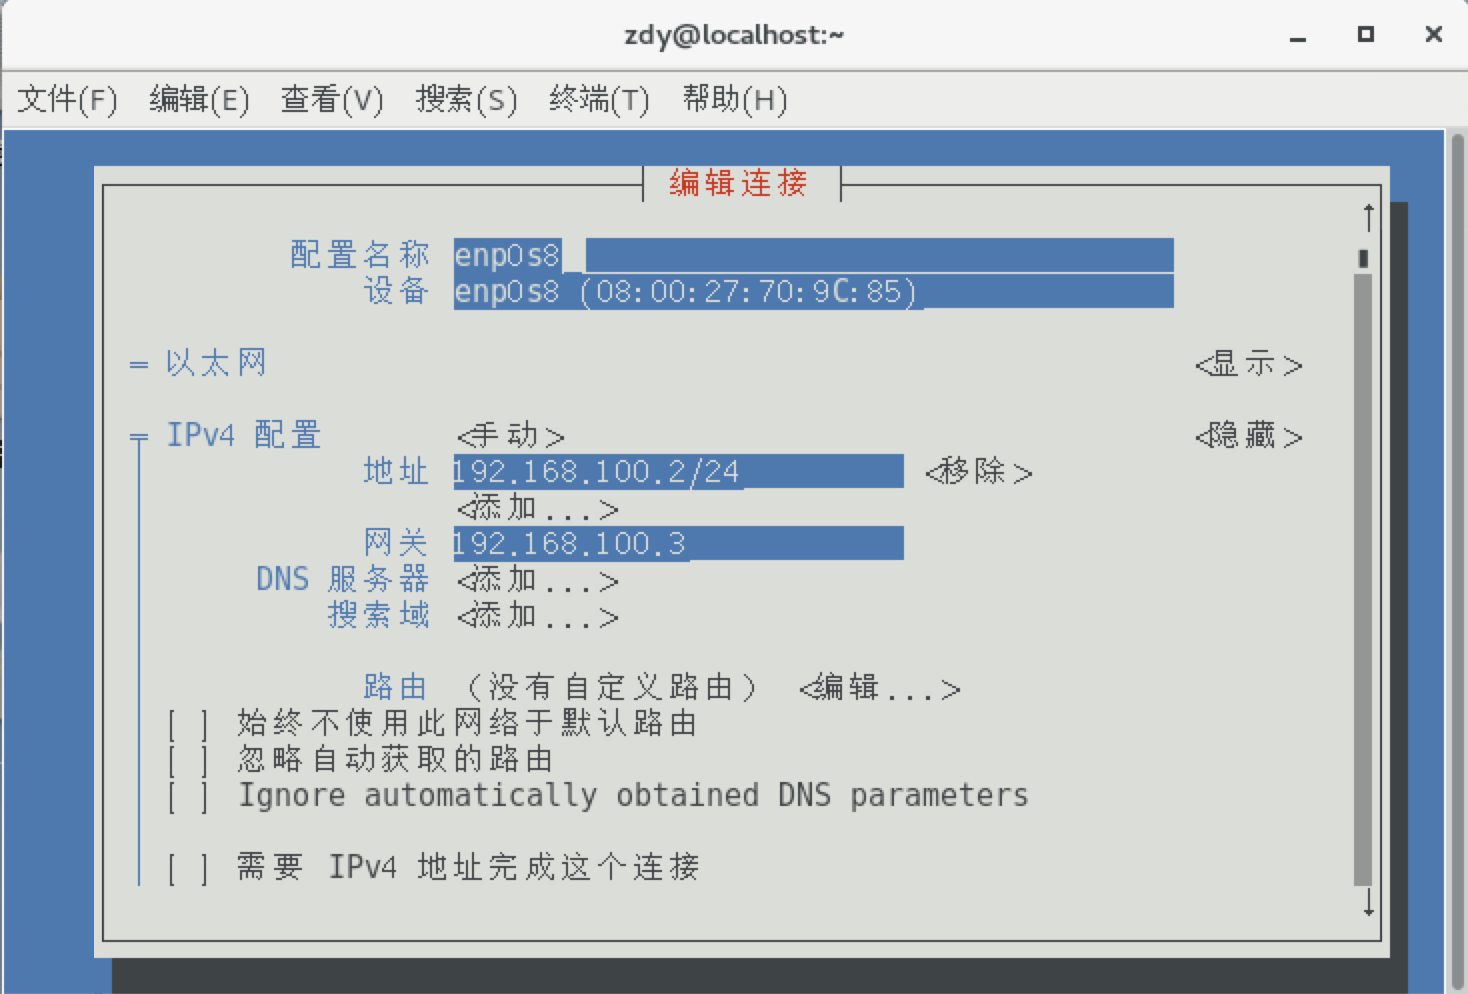 zdy@localhost:~
文件(F) 编辑(E) 查看(V) 搜索(S) 终端(T) 帮助(H)
编辑连接
配置名称 enp0s8
设备 enp0s8 (08:00:27:70:9C:85)
= 以太网 <显示>
IPv4 配置 <手动> <隐藏>
地址 192.168.100.2/24 <移除>
<添加...>
网关 192.168.100.3
DNS 服务器 <添加...>
搜索域 <添加...>
路由 (没有自定义路由) <编辑...>
[ ] 始终不使用此网络于默认路由
[ ] 忽略自动获取的路由
[ ] Ignore automatically obtained DNS parameters
[ ] 需要 IPv4 地址完成这个连接